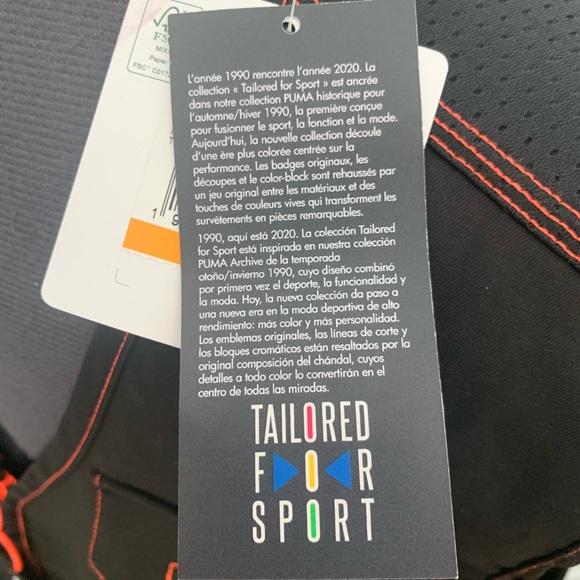 FSC
MIX
Paper
FSC™ C017
L'année 1990 rencontre l'année 2020. La
collection « Tailored for Sport » est ancrée
dans notre collection PUMA historique pour
l'automne/hiver 1990, la première conçue
pour fusionner le sport, la fonction et la mode.
Aujourd'hui, la nouvelle collection découle
d'une ère plus colorée centrée sur la
performance. Les badges originaux, les
découpes et le color-block sont rehaussés par
un jeu original entre les matériaux et des
touches de couleurs vives qui transforment les
survêtements en pièces remarquables.
1990, aquí está 2020. La colección Tailored
for Sport está inspirada en nuestra colección
PUMA Archive de la temporada
otoño/invierno 1990, cuyo diseño combinó
por primera vez el deporte, la funcionalidad y
la moda. Hoy, la nueva colección da paso a
una nueva era en la moda deportiva de alto
rendimiento: más color y más personalidad.
Los emblemas originales, las líneas de corte y
los bloques cromáticos están resaltados por la
original composición del chándal, cuyos
detalles a todo color lo convertirán en el
centro de todas las miradas.
TAILORED
FOR
SPORT